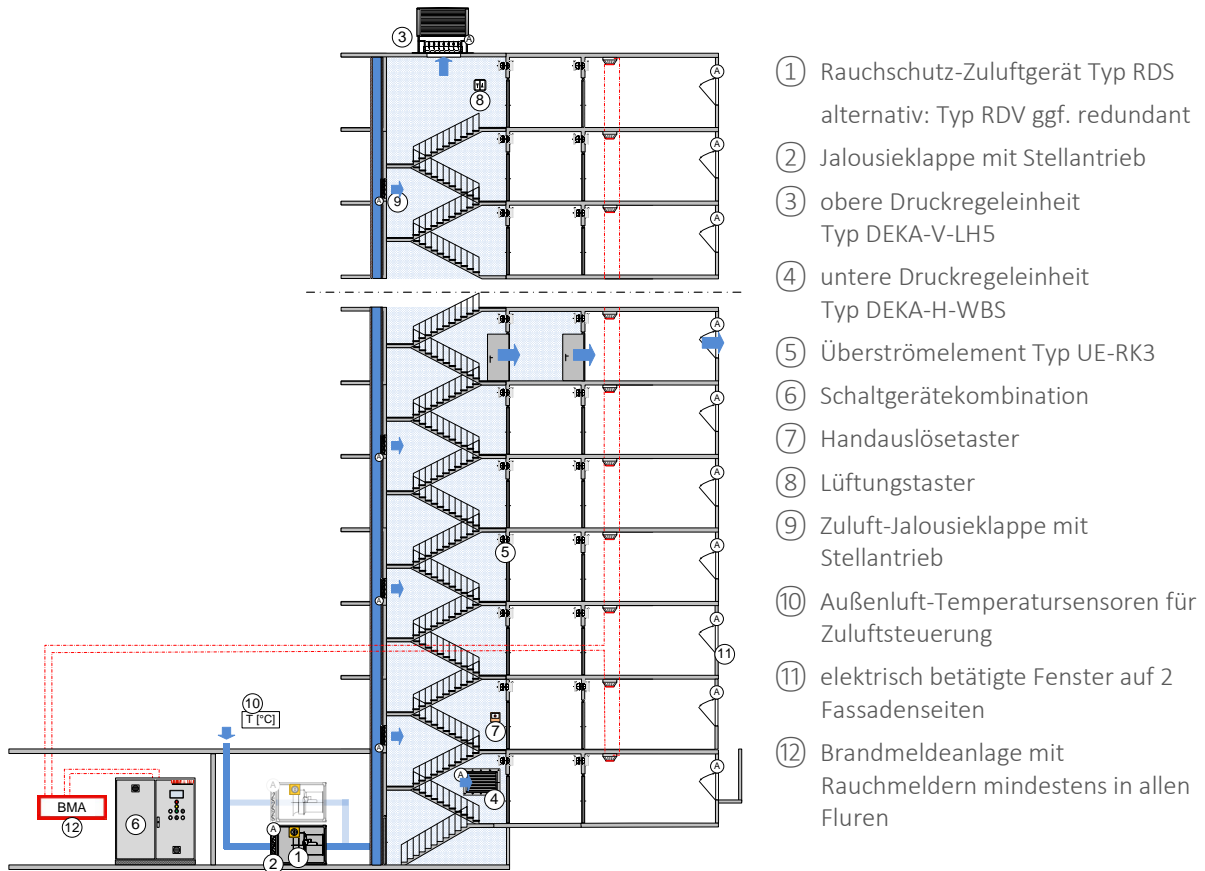 ① Rauchschutz-Zuluftgerät Typ RDS
alternativ: Typ RDV ggf. redundant
② Jalousieklappe mit Stellantrieb
③ obere Druckregeleinheit
Typ DEKA-V-LH5
④ untere Druckregeleinheit
Typ DEKA-H-WBS
⑤ Überströmelement Typ UE-RK3
⑥ Schaltgerätekombination
⑦ Handauslösetaster
⑧ Lüftungstaster
⑨ Zuluft-Jalousieklappe mit
Stellantrieb
⑩ Außenluft-Temperatursensoren für
Zuluftsteuerung
⑪ elektrisch betätigte Fenster auf 2
Fassadenseiten
⑫ Brandmeldeanlage mit
Rauchmeldern mindestens in allen
Fluren
3
A
8
A
A
A
9
A
A
A
A
A
5
A
A
A
11
A
10
T [°C]
7
A
A
4
A
BMA
12
6
A
A
2
1